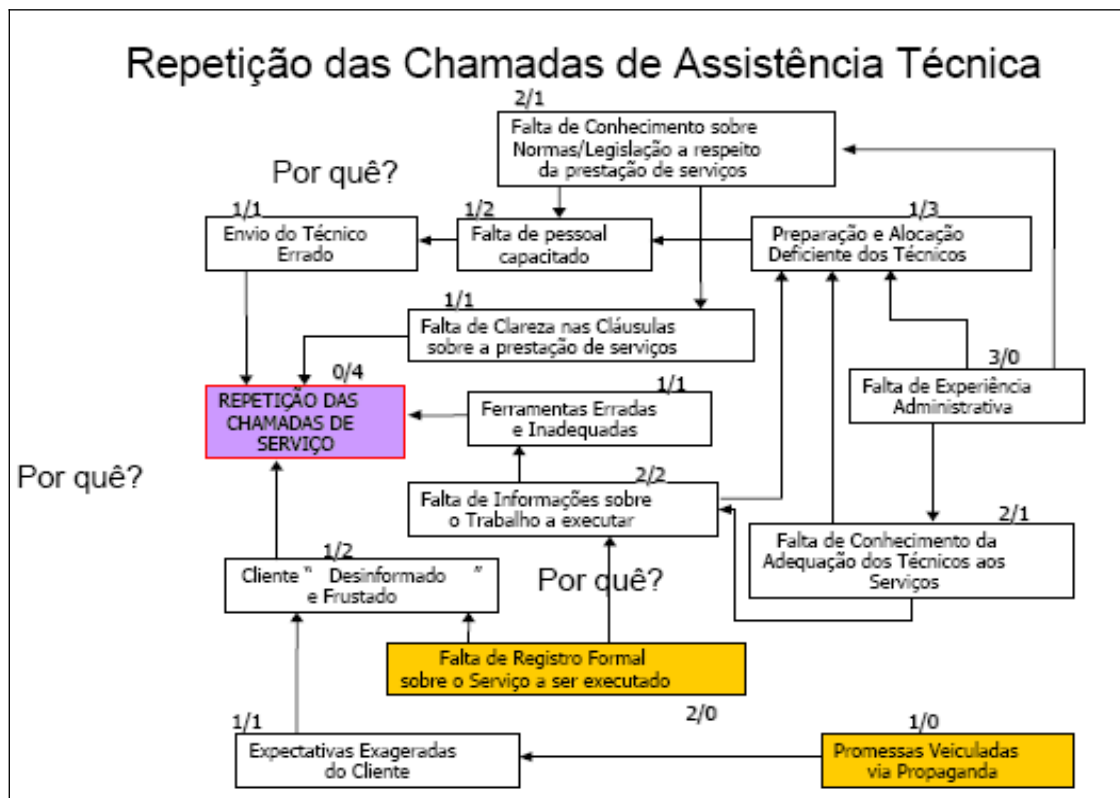 Repetição das Chamadas de Assistência Técnica
2/1
Falta de Conhecimento sobre
Normas/Legislação a respeito
da prestação de serviços
Por quê?
1/1
Envio do Técnico
Errado
1/2
Falta de pessoal
capacitado
1/3
Preparação e Alocação
Deficiente dos Técnicos
1/1
Falta de Clareza nas Cláusulas
sobre a prestação de serviços
3/0
Falta de Experiência
Administrativa
0/4
REPETIÇÃO DAS
CHAMADAS DE
SERVIÇO
1/1
Ferramentas Erradas
e Inadequadas
Por quê?
2/2
Falta de Informações sobre
o Trabalho a executar
2/1
Falta de Conhecimento da
Adequação dos Técnicos aos
Serviços
1/2
Cliente " Desinformado "
e Frustado
Por quê?
Falta de Registro Formal
sobre o Serviço a ser executado
2/0
1/1
Expectativas Exageradas
do Cliente
1/0
Promessas Veiculadas
via Propaganda